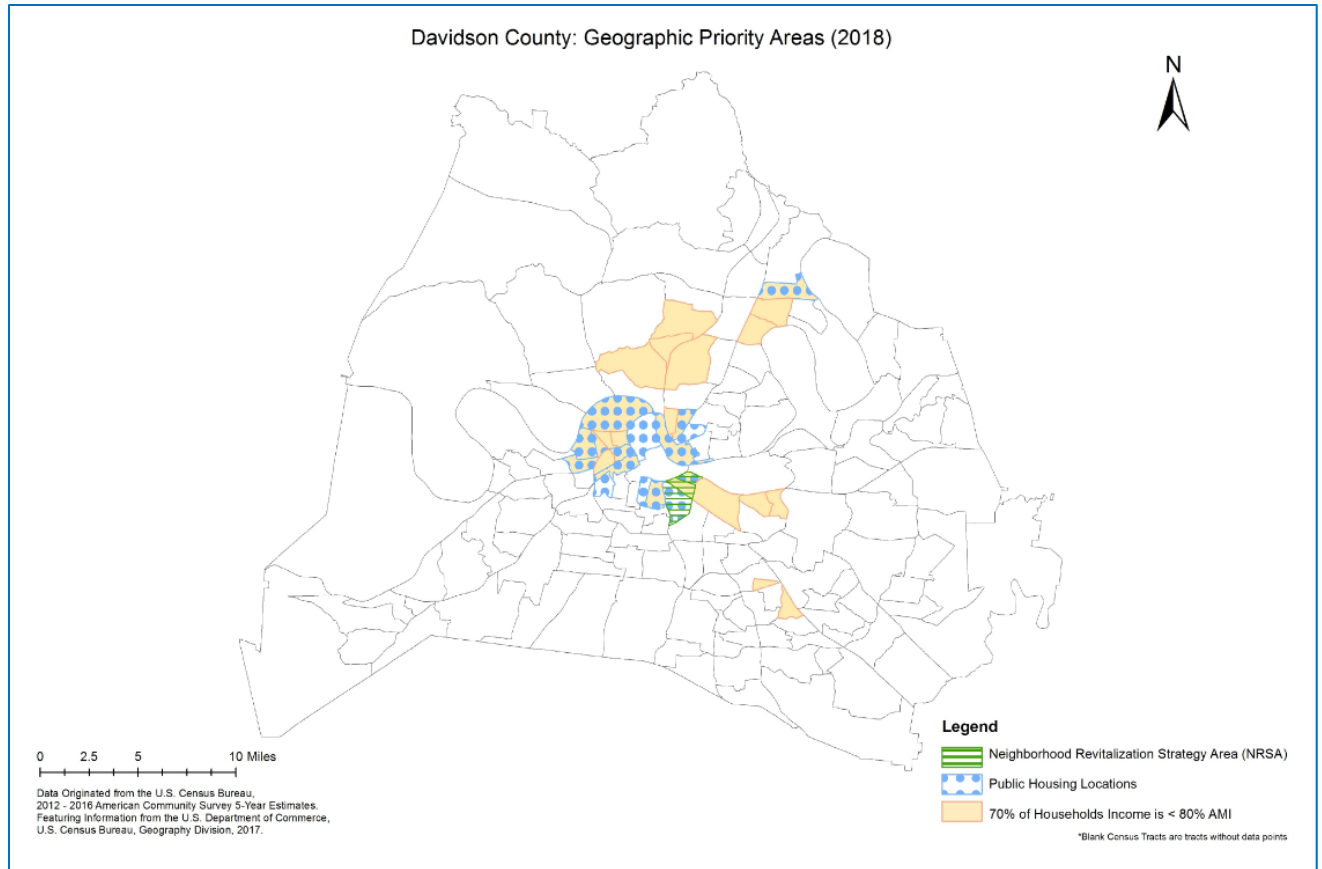 Davidson County: Geographic Priority Areas (2018)
N
Legend
Neighborhood Revitalization Strategy Area (NRSA)
Public Housing Locations
70% of Households Income is < 80% AMI
*Blank Census Tracts are tracts without data points
0 2.5 5 10 Miles
Data Originated from the U.S. Census Bureau,
2012 - 2016 American Community Survey 5-Year Estimates.
Featuring Information from the U.S. Department of Commerce,
U.S. Census Bureau, Geography Division, 2017.